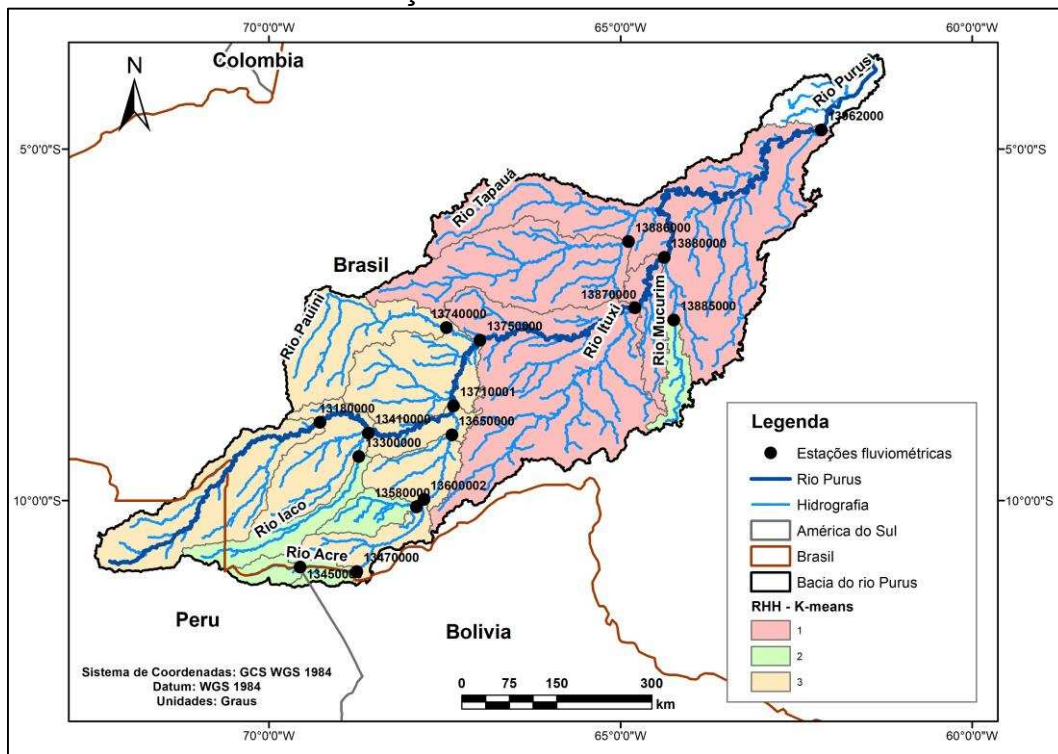 70°0'0"W
65°0'0"W
60°0'0"W
Colombia
N
Rio Purus
13962000
5°0'0"S
5°0'0"S
Rio Tapauá
13886000
13880000
Brasil
13870000
13885000
Rio Pauini
13740000
13750000
Rio Ituxi
Rio Mucurim
13710001
13180000
13410000
13650000
13300000
13600002
13580000
10°0'0"S
10°0'0"S
Rio Iaco
Rio Acre
13470000
Peru
Bolivia
Legenda
Estações fluviométricas
Rio Purus
Hidrografia
América do Sul
Brasil
Bacia do rio Purus
RHH - K-means
1
2
3
Sistema de Coordenadas: GCS WGS 1984
Datum: WGS 1984
Unidades: Graus
0 75 150 300
km
70°0'0"W
65°0'0"W
60°0'0"W